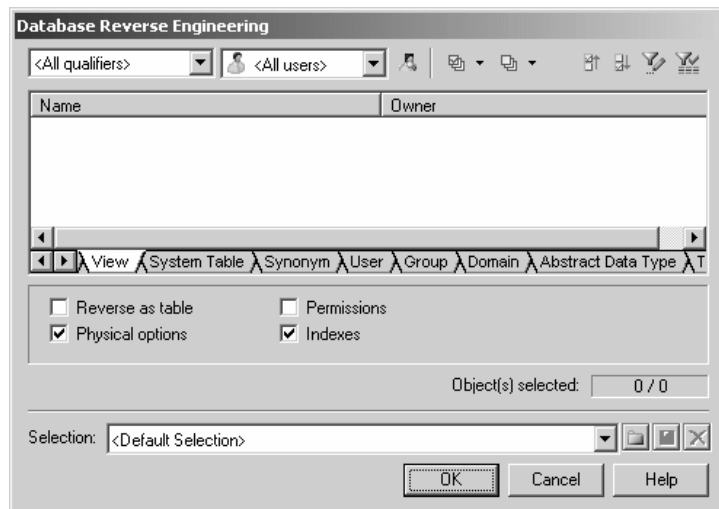 Database Reverse Engineering
<All qualifiers> <All users>
Name Owner
View System Table Synonym User Group Domain Abstract Data Type T
Reverse as table Permissions
Physical options Indexes
Object(s) selected: 0 / 0
Selection: <Default Selection>
OK Cancel Help